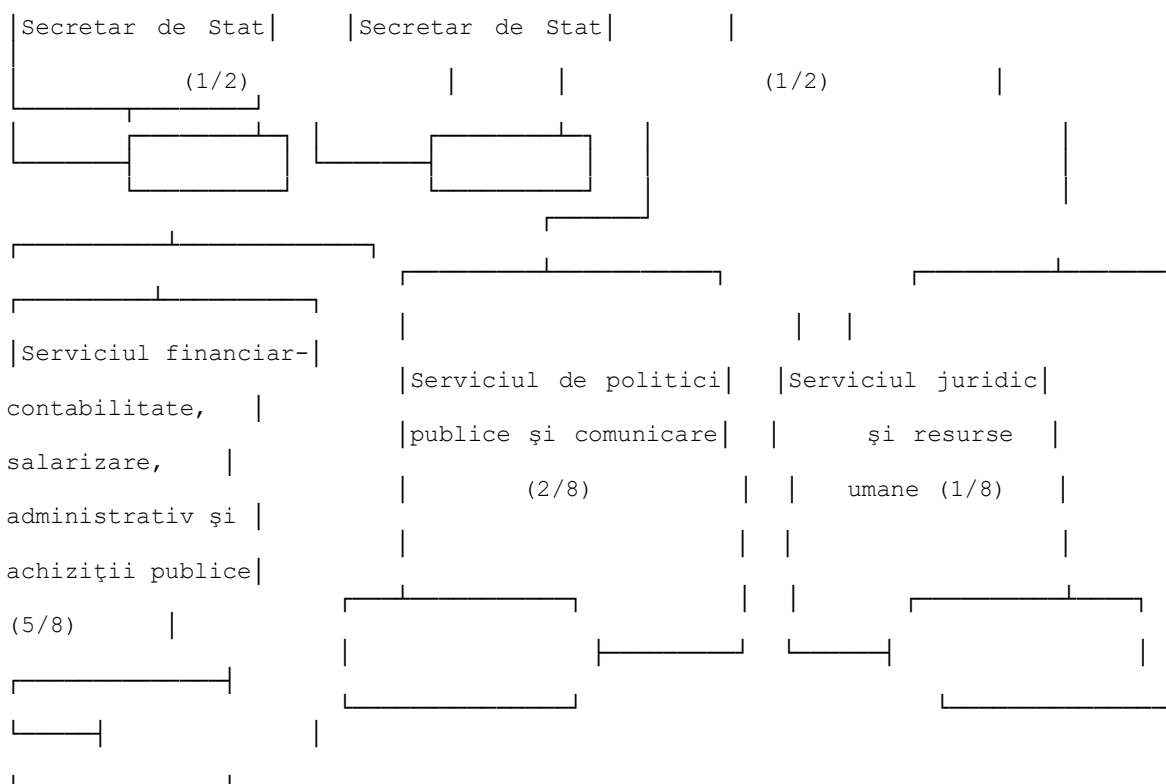 Secretar de Stat Secretar de Stat
(1/2) (1/2)
Serviciul financiar-
contabilitate,
salarizare,
administrativ şi
achiziţii publice
(5/8)
Serviciul de politici
publice şi comunicare
(2/8)
Serviciul juridic
şi resurse
umane (1/8)